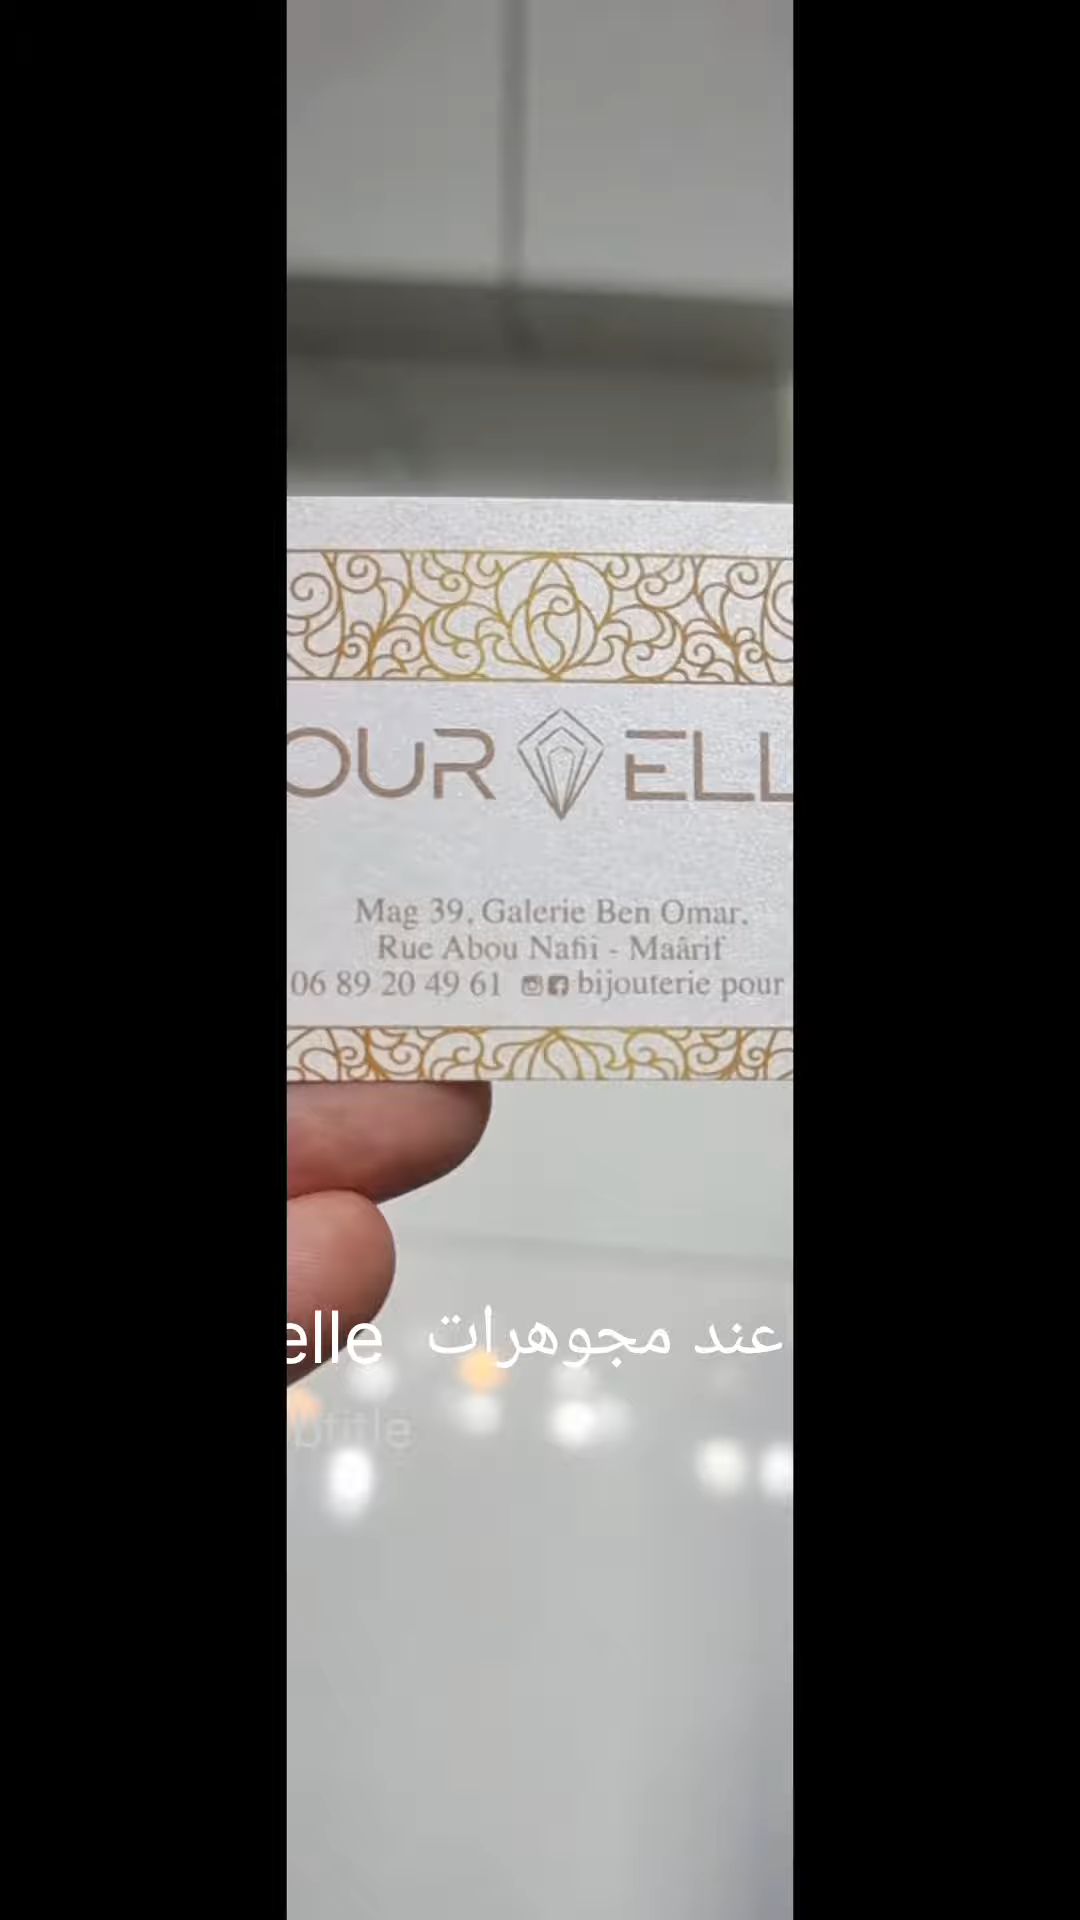 OUR ELL
Mag 39, Galerie Ben Omar.
Rue Abou Nafii - Maârif
06 89 20 49 61 bijouterie pour
عند مجوهرات elle
btitle